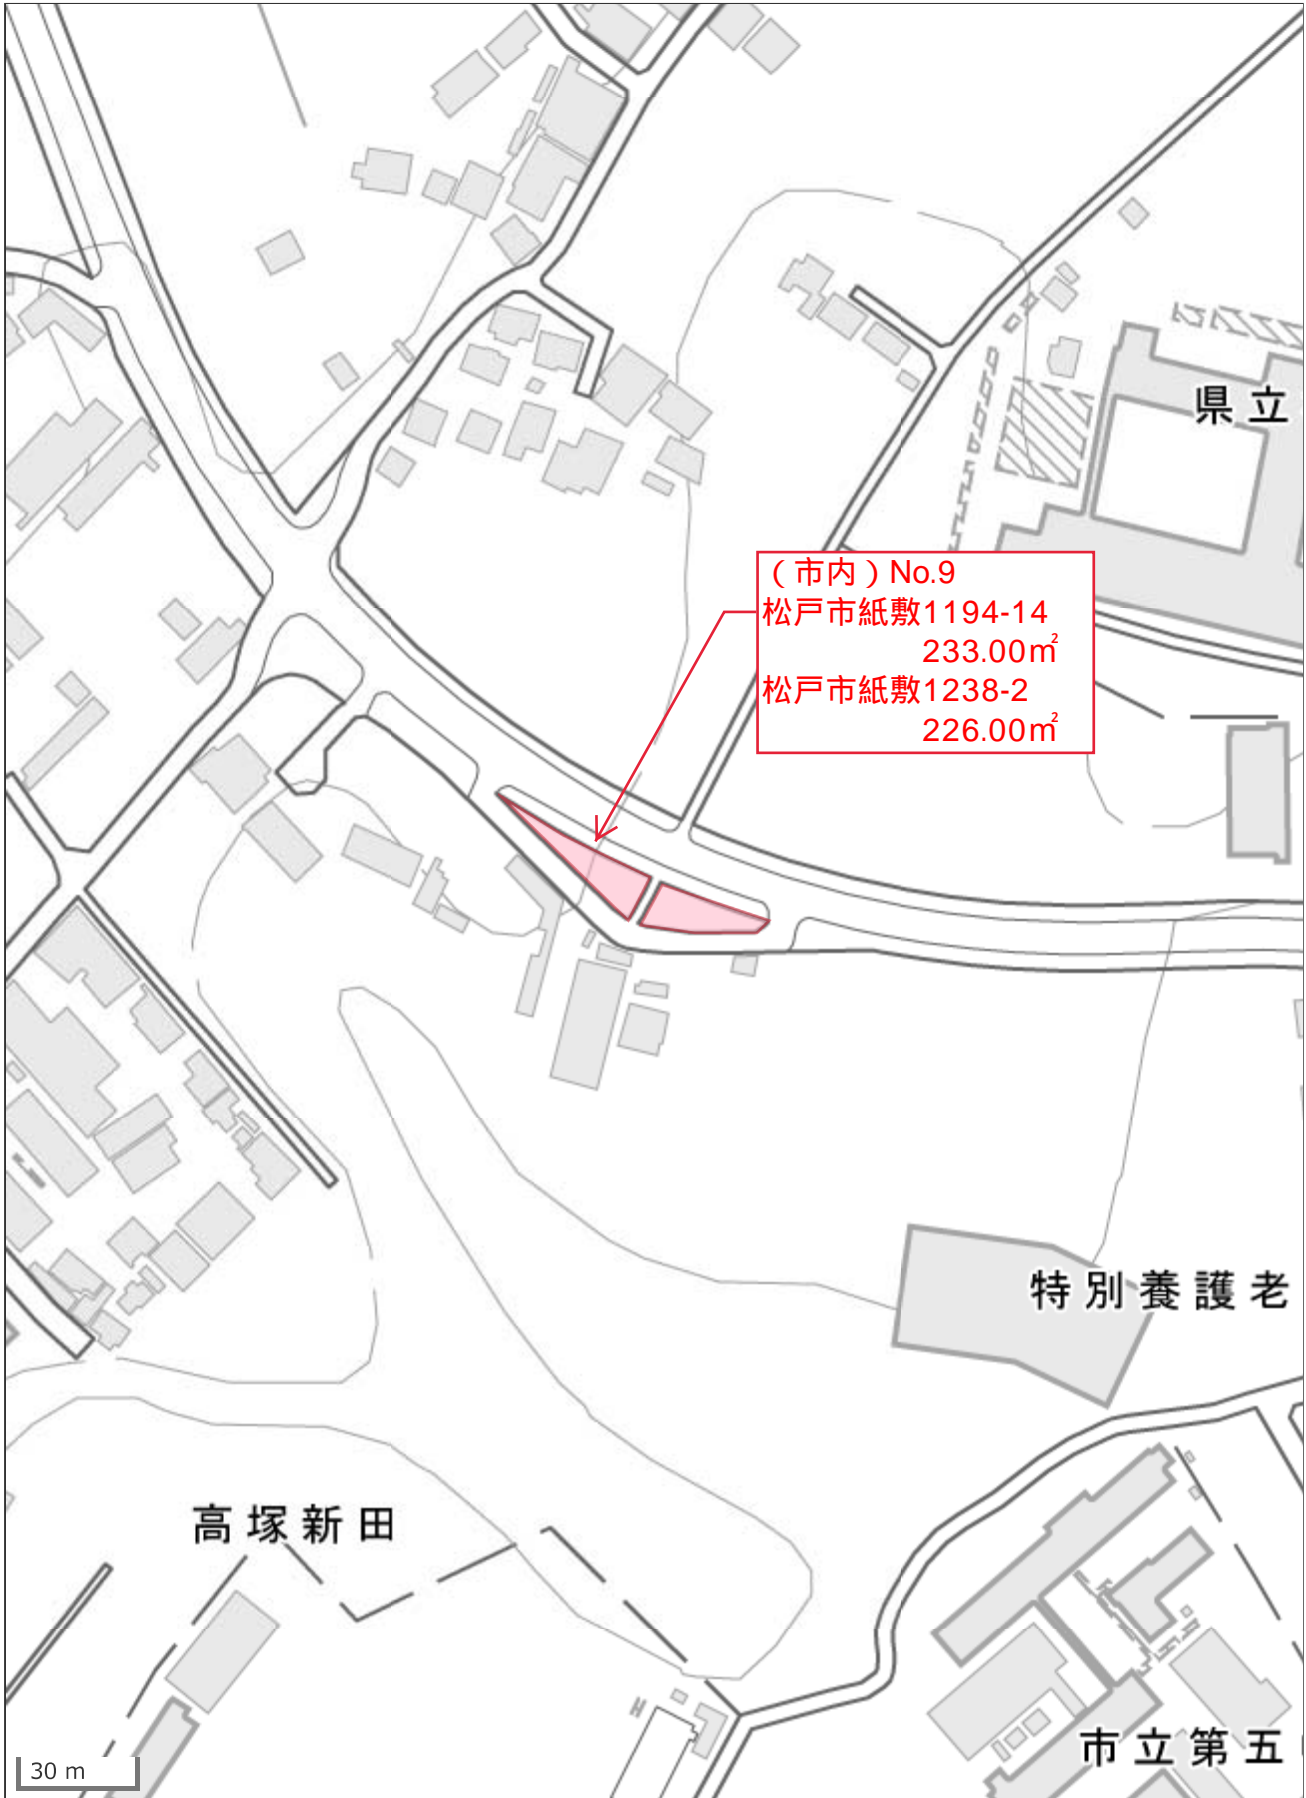 県立
（市内）No.9
松戸市紙敷1194-14
233.00㎡
松戸市紙敷1238-2
226.00㎡
特別養護老
高塚新田
市立第五
30 m